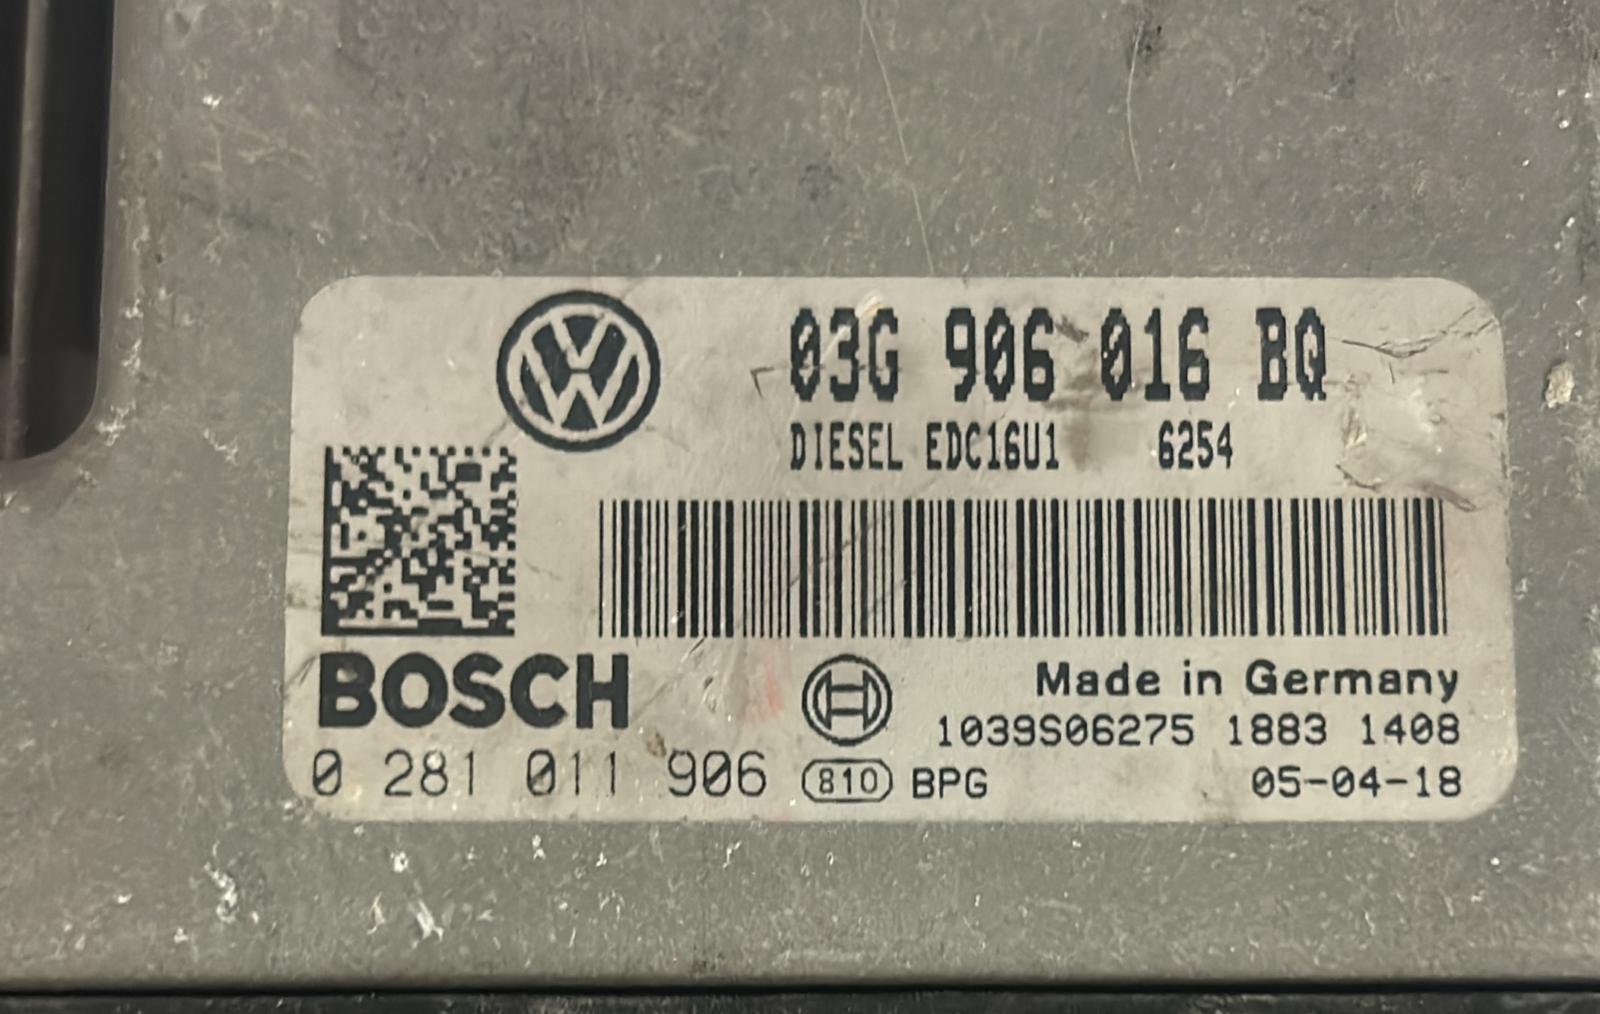 03G 906 016 BQ
DIESEL EDC16U1 6254
BOSCH
Made in Germany
1039S06275 1883 1408
0 281 011 906 810 BPG 05-04-18